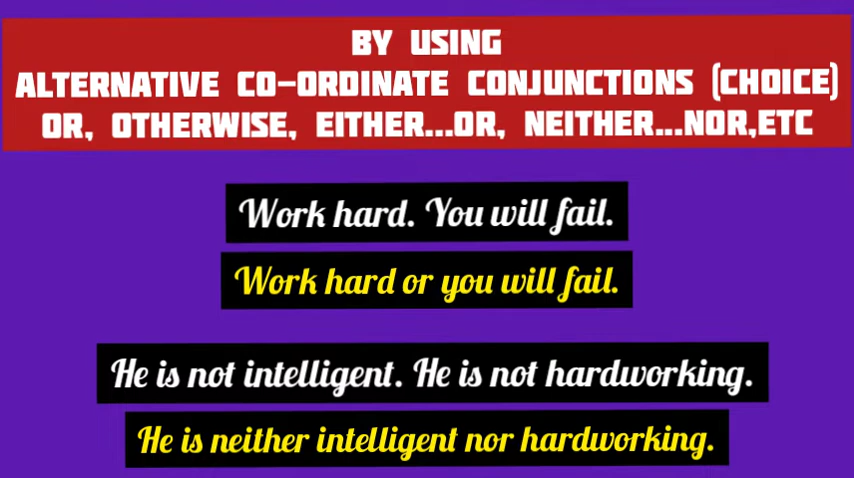 BY USING
ALTERNATIVE CO-ORDINATE CONJUNCTIONS (CHOICE)
OR, OTHERWISE, EITHER...OR, NEITHER...NOR,ETC
Work hard. You will fail.
Work hard or you will fail.
He is not intelligent. He is not hardworking.
He is neither intelligent nor hardworking.